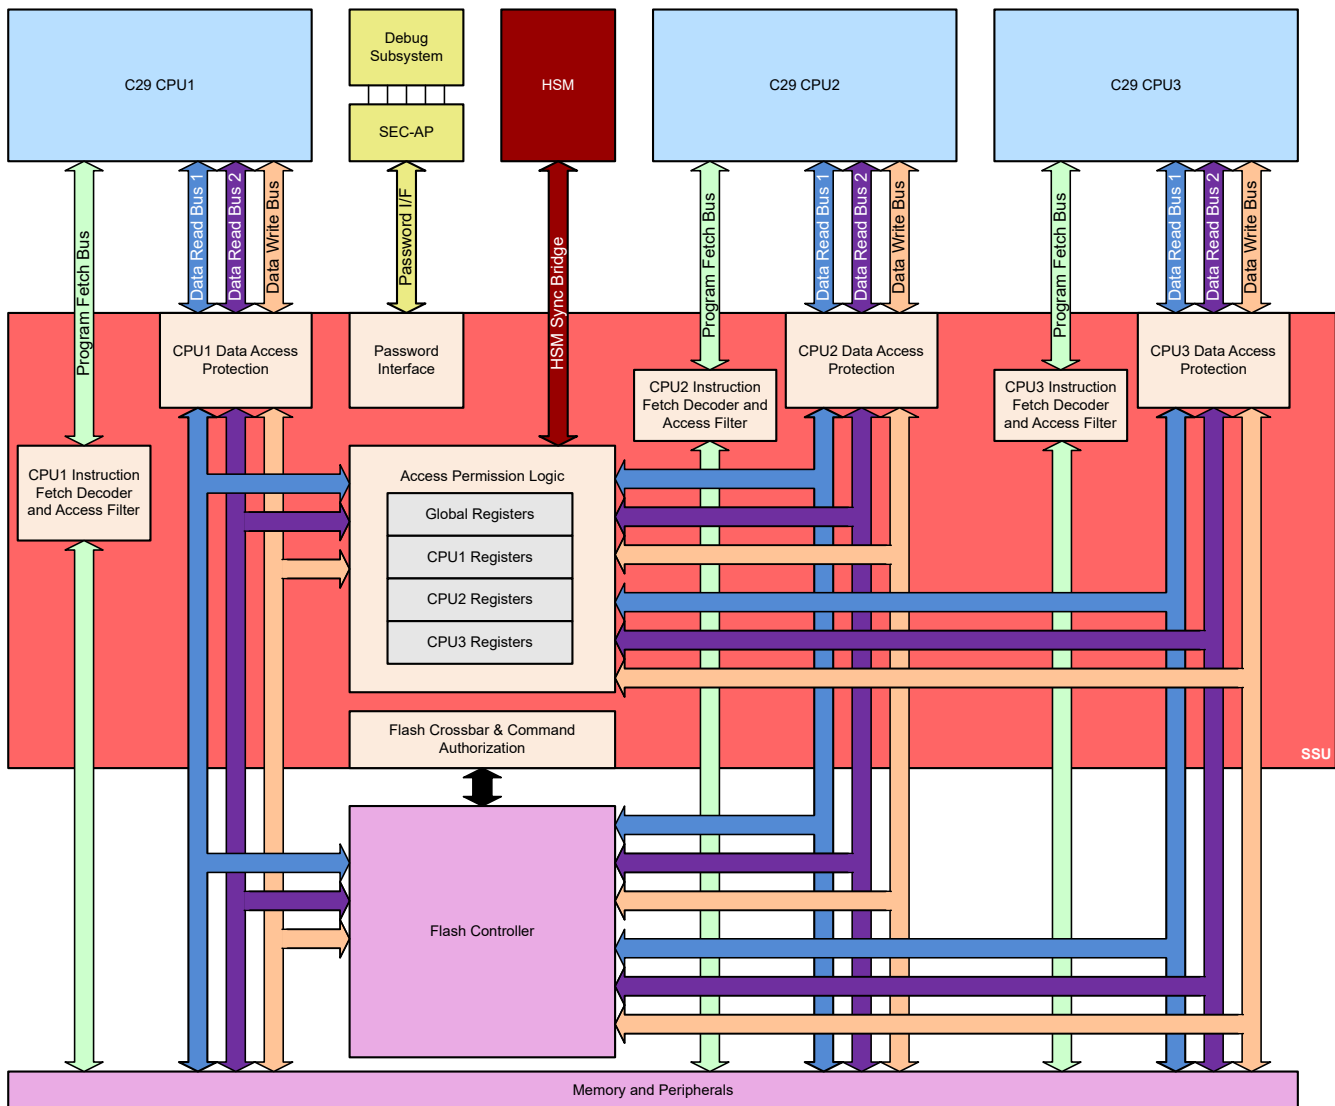 C29 CPU1
Debug
Subsystem
SEC-AP
HSM
C29 CPU2
C29 CPU3
Program Fetch Bus
Data Read Bus 1
Data Read Bus 2
Data Write Bus
Password I/F
HSM Sync Bridge
Program Fetch Bus
Data Read Bus 1
Data Read Bus 2
Data Write Bus
Program Fetch Bus
Data Read Bus 1
Data Read Bus 2
Data Write Bus
CPU1 Data Access
Protection
Password
Interface
CPU2 Data Access
Protection
CPU3 Data Access
Protection
CPU2 Instruction
Fetch Decoder and
Access Filter
CPU3 Instruction
Fetch Decoder
and Access Filter
CPU1 Instruction
Fetch Decoder
and Access Filter
Access Permission Logic
Global Registers
CPU1 Registers
CPU2 Registers
CPU3 Registers
Flash Crossbar & Command
Authorization
SSU
Flash Controller
Memory and Peripherals